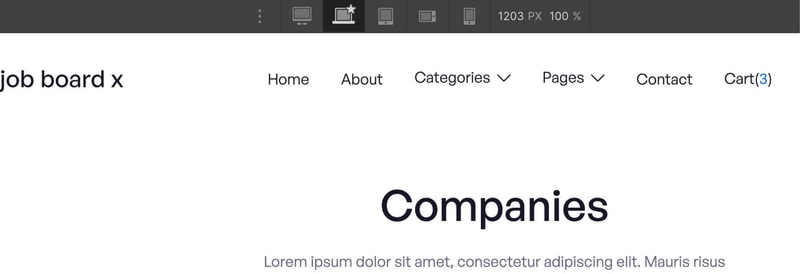 1203 PX 100 %
job board x Home About Categories Pages Contact Cart(3)
Companies
Lorem ipsum dolor sit amet, consectetur adipiscing elit. Mauris risus